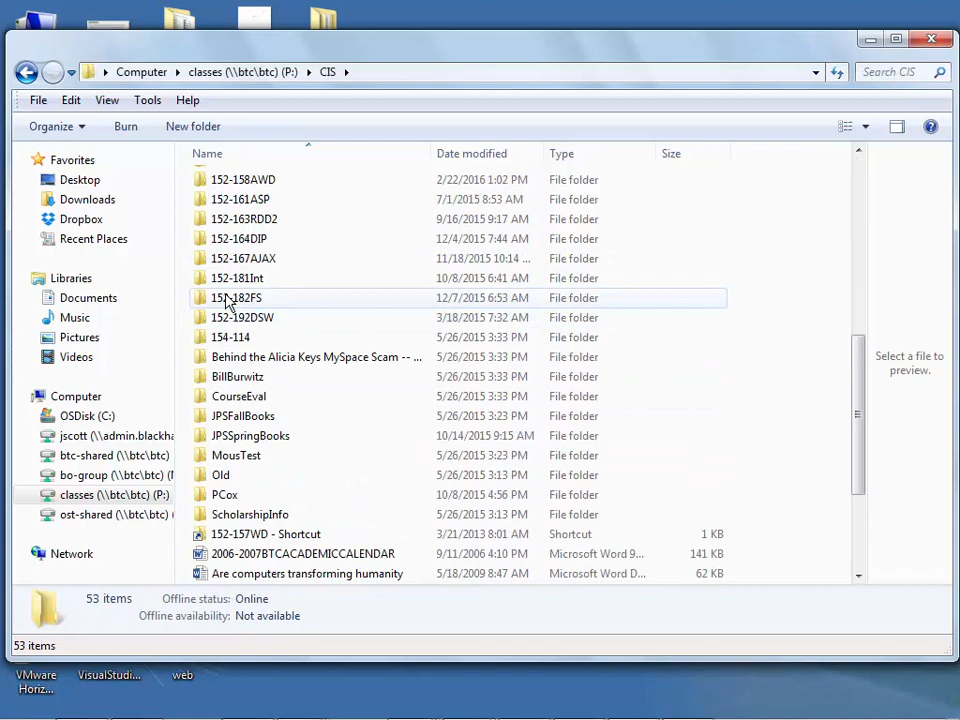 Computer classes (\\btc\btc) (P:) CIS Search CIS
File Edit View Tools Help
Organize Burn New folder
Name Date modified Type Size
Favorites
Desktop
Downloads
Dropbox
Recent Places
Libraries
Documents
Music
Pictures
Videos
Computer
OSDisk (C:)
jscott (\\admin.blackha
btc-shared (\\btc\btc)
bo-group (\\btc\btc) (
classes (\\btc\btc) (P:)
ost-shared (\\btc\btc)
Network
152-158AWD 2/22/2016 1:02 PM File folder
152-161ASP 7/1/2015 8:53 AM File folder
152-163RDD2 9/16/2015 9:17 AM File folder
152-164DIP 12/4/2015 7:44 AM File folder
152-167AJAX 11/18/2015 10:14 ... File folder
152-181Int 10/8/2015 6:41 AM File folder
152-182FS 12/7/2015 6:53 AM File folder
152-192DSW 3/18/2015 7:32 AM File folder
154-114 5/26/2015 3:33 PM File folder
Behind the Alicia Keys MySpace Scam -- ... 5/26/2015 3:33 PM File folder
BillBurwitz 5/26/2015 3:33 PM File folder
CourseEval 5/26/2015 3:33 PM File folder
JPSFallBooks 5/26/2015 3:23 PM File folder
JPSSpringBooks 10/14/2015 9:15 AM File folder
MousTest 5/26/2015 3:23 PM File folder
Old 5/26/2015 3:13 PM File folder
PCox 10/8/2015 4:56 PM File folder
ScholarshipInfo 5/26/2015 3:13 PM File folder
152-157WD - Shortcut 3/21/2013 8:01 AM Shortcut 1 KB
2006-2007BTCACADEMICCALENDAR 9/11/2006 4:10 PM Microsoft Word 9... 141 KB
Are computers transforming humanity 5/18/2009 8:47 AM Microsoft Word D... 62 KB
Select a file to
preview.
53 items Offline status: Online
Offline availability: Not available
53 items
VMware
Horiz...
VisualStudi...
web